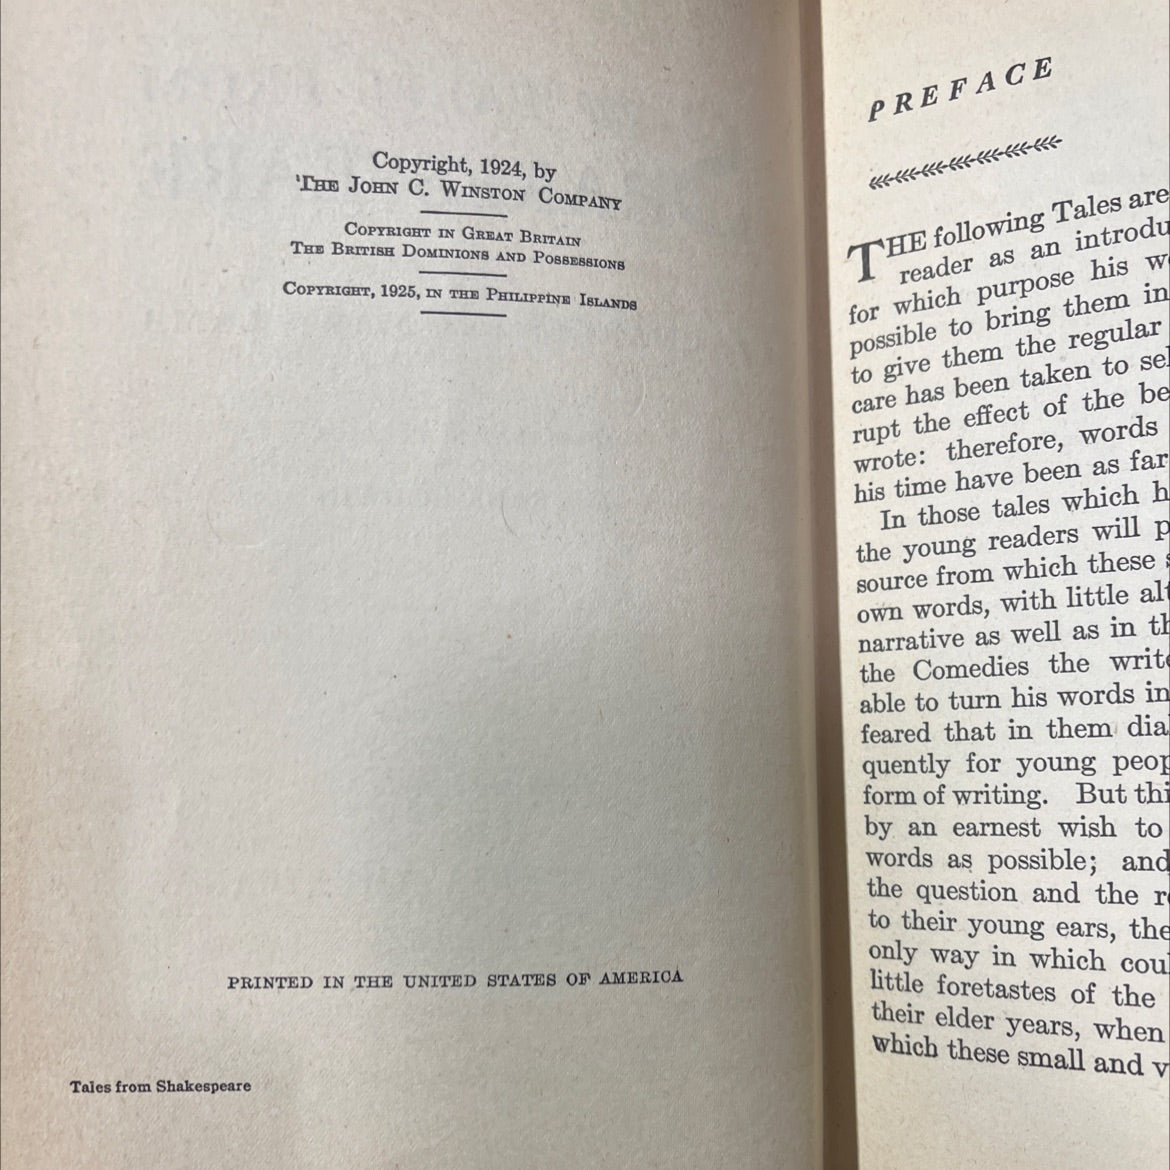 Copyright, 1924, by
THE JOHN C. WINSTON COMPANY
COPYRIGHT IN GREAT BRITAIN
THE BRITISH DOMINIONS AND POSSESSIONS
COPYRIGHT, 1925, IN THE PHILIPPINE ISLANDS
PRINTED IN THE UNITED STATES OF AMERICA
Tales from Shakespeare
PREFACE
THE following Tales are
reader as an introdu
for which purpose his w
possible to bring them in
to give them the regular
care has been taken to sel
rupt the effect of the be
wrote: therefore, words
his time have been as far
In those tales which h
the young readers will p
source from which these s
own words, with little alt
narrative as well as in th
the Comedies the write
able to turn his words in
feared that in them dia
quently for young peop
form of writing. But thi
by an earnest wish to
words as possible; and
the question and the r
to their young ears, the
only way in which coul
little foretastes of the
their elder years, when
which these small and v